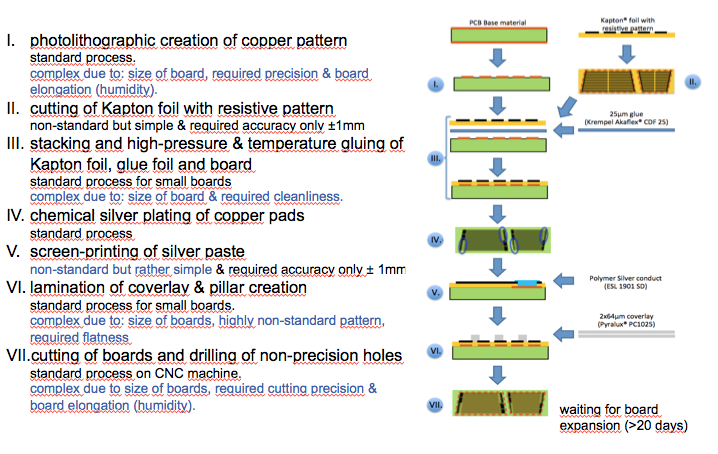 I. photolithographic creation of copper pattern
standard process.
complex due to: size of board, required precision & board
elongation (humidity).
II. cutting of Kapton foil with resistive pattern
non-standard but simple & required accuracy only ±1mm
III. stacking and high-pressure & temperature gluing of
Kapton foil, glue foil and board
standard process for small boards
complex due to: size of board & required cleanliness.
IV. chemical silver plating of copper pads
standard process
V. screen-printing of silver paste
non-standard but rather simple & required accuracy only ± 1mm
VI. lamination of coverlay & pillar creation
standard process for small boards.
complex due to: size of boards, highly non-standard pattern,
required flatness
VII.cutting of boards and drilling of non-precision holes
standard process on CNC machine.
complex due to size of boards, required cutting precision &
board elongation (humidity).
PCB Base material
Kapton® foil with
resistive pattern
I.
II.
25µm glue
(Krempel Akaflex® CDF 25)
III.
IV.
Polymer Silver conduct
(ESL 1901 SD)
V.
2x64µm coverlay
(Pyralux® PC1025)
VI.
VII.
waiting for board
expansion (>20 days)